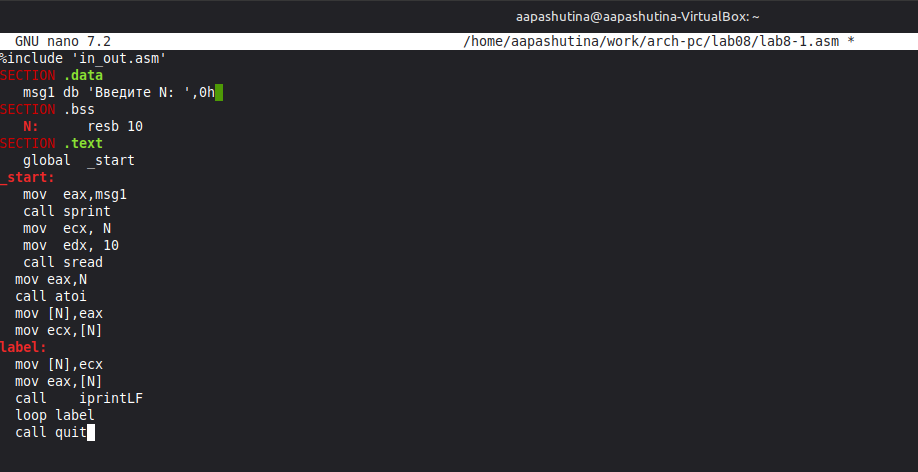 aapashutina@aapashutina-VirtualBox: ~
GNU nano 7.2 /home/aapashutina/work/arch-pc/lab08/lab8-1.asm *
%include 'in_out.asm'
SECTION .data
msg1 db 'Введите N: ',0h
SECTION .bss
N: resb 10
SECTION .text
global _start
_start:
mov eax,msg1
call sprint
mov ecx, N
mov edx, 10
call sread
mov eax,N
call atoi
mov [N],eax
mov ecx,[N]
label:
mov [N],ecx
mov eax,[N]
call iprintLF
loop label
call quit